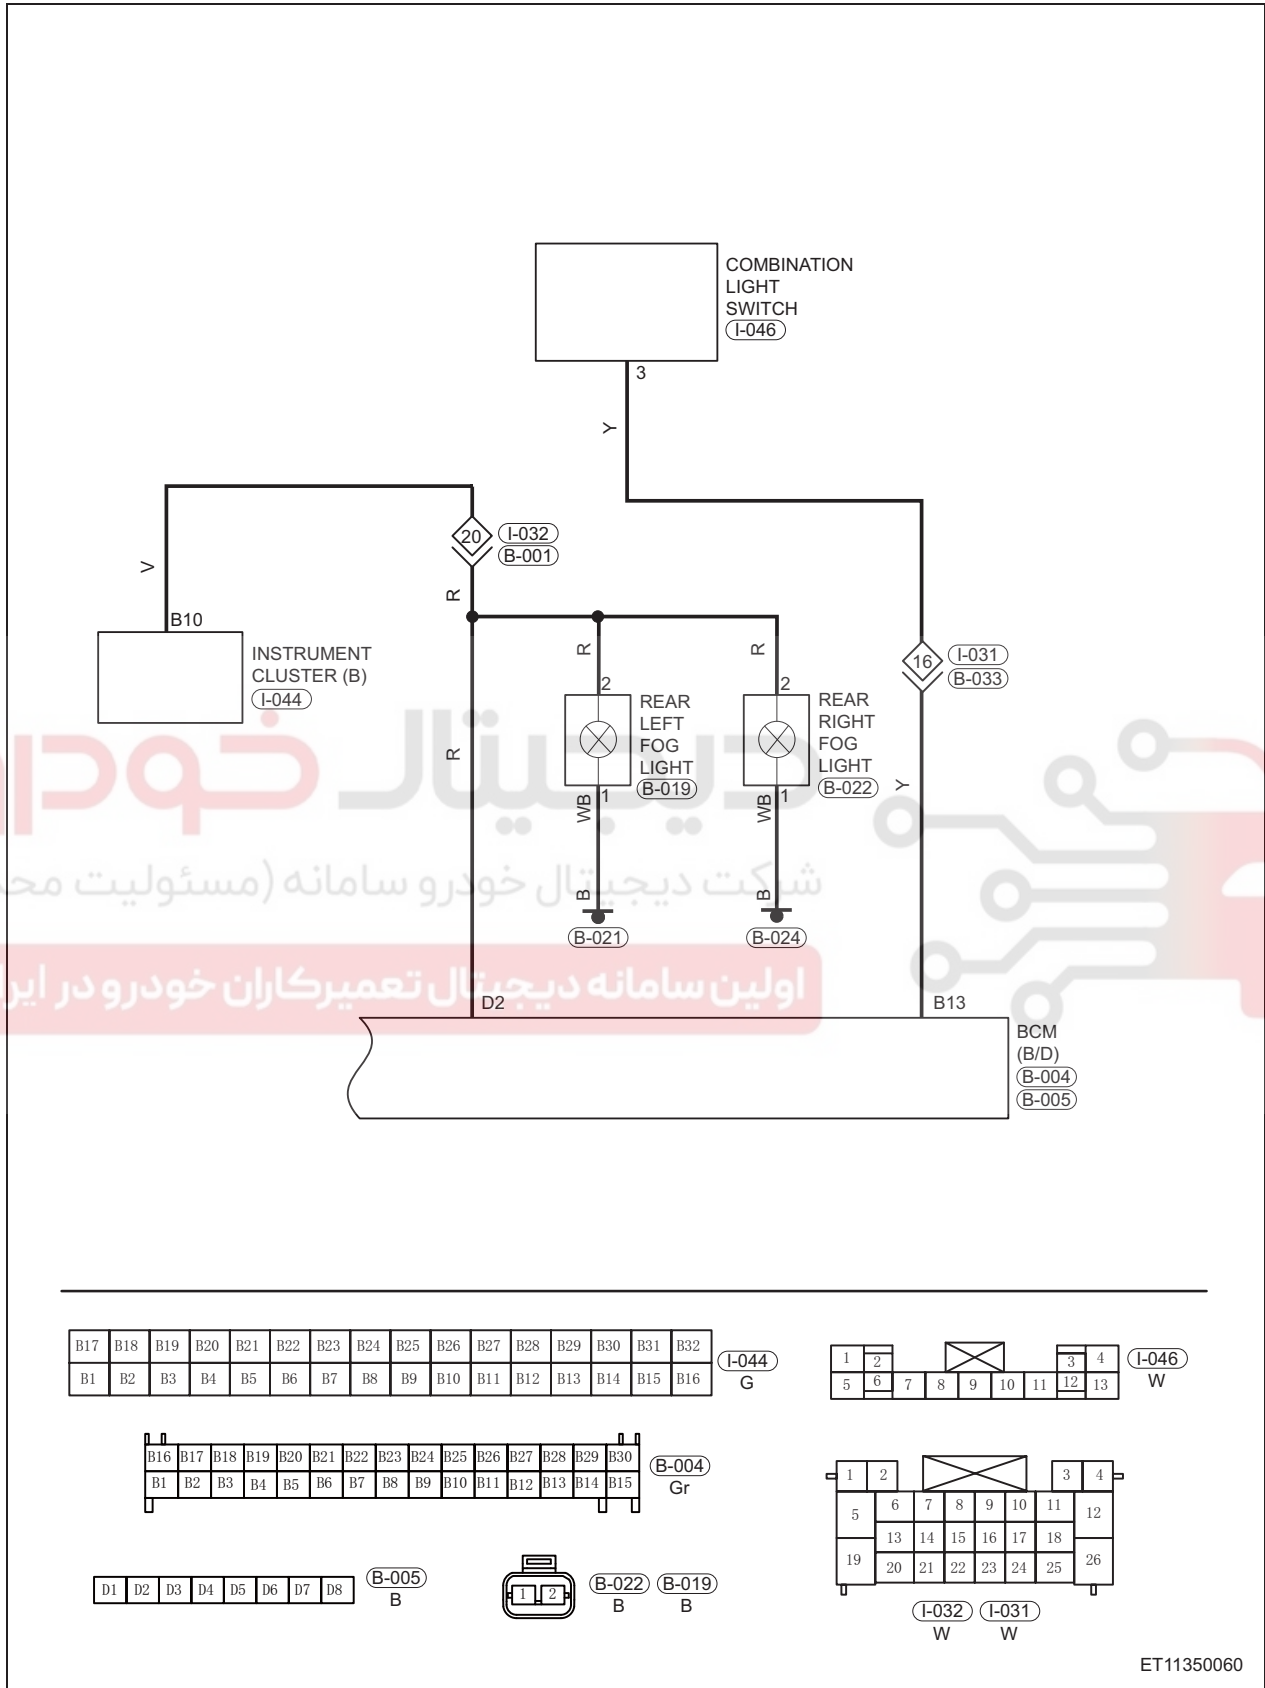 COMBINATION
LIGHT
SWITCH
I-046
3
Y
20
I-032
B-001
V
R
B10
INSTRUMENT
CLUSTER (B)
I-044
R
R
R
2
REAR
LEFT
FOG
LIGHT
B-019
1
WB
B
B-021
2
REAR
RIGHT
FOG
LIGHT
B-022
1
WB
B
B-024
16
I-031
B-033
Y
دیجیتال خودرو
شرکت دیجیتال خودرو سامانه (مسئولیت
اولین سامانه دیجیتال تعمیرکاران خودرو در
D2
B13
BCM
(B/D)
B-004
B-005
B17 B18 B19 B20 B21 B22 B23 B24 B25 B26 B27 B28 B29 B30 B31 B32
B1 B2 B3 B4 B5 B6 B7 B8 B9 B10 B11 B12 B13 B14 B15 B16
I-044
G
1 2 3 4
5 6 7 8 9 10 11 12 13
I-046
W
B16 B17 B18 B19 B20 B21 B22 B23 B24 B25 B26 B27 B28 B29 B30
B1 B2 B3 B4 B5 B6 B7 B8 B9 B10 B11 B12 B13 B14 B15
B-004
Gr
1 2 3 4
5 6 7 8 9 10 11 12
13 14 15 16 17 18
19 20 21 22 23 24 25 26
I-032 I-031
W W
D1 D2 D3 D4 D5 D6 D7 D8
B-005
B
1 2
B-022 B-019
B B
ET11350060